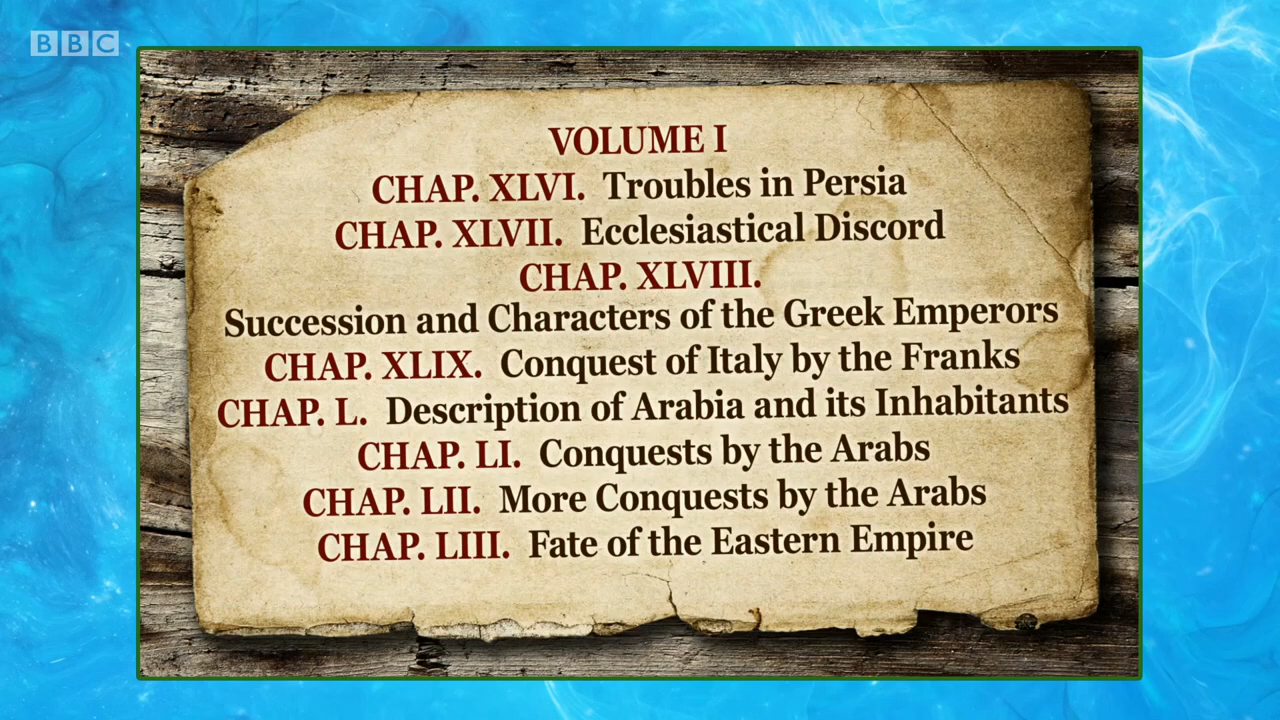 BBC
VOLUME I
CHAP. XLVI. Troubles in Persia
CHAP. XLVII. Ecclesiastical Discord
CHAP. XLVIII.
Succession and Characters of the Greek Emperors
CHAP. XLIX. Conquest of Italy by the Franks
CHAP. L. Description of Arabia and its Inhabitants
CHAP. LI. Conquests by the Arabs
CHAP. LII. More Conquests by the Arabs
CHAP. LIII. Fate of the Eastern Empire